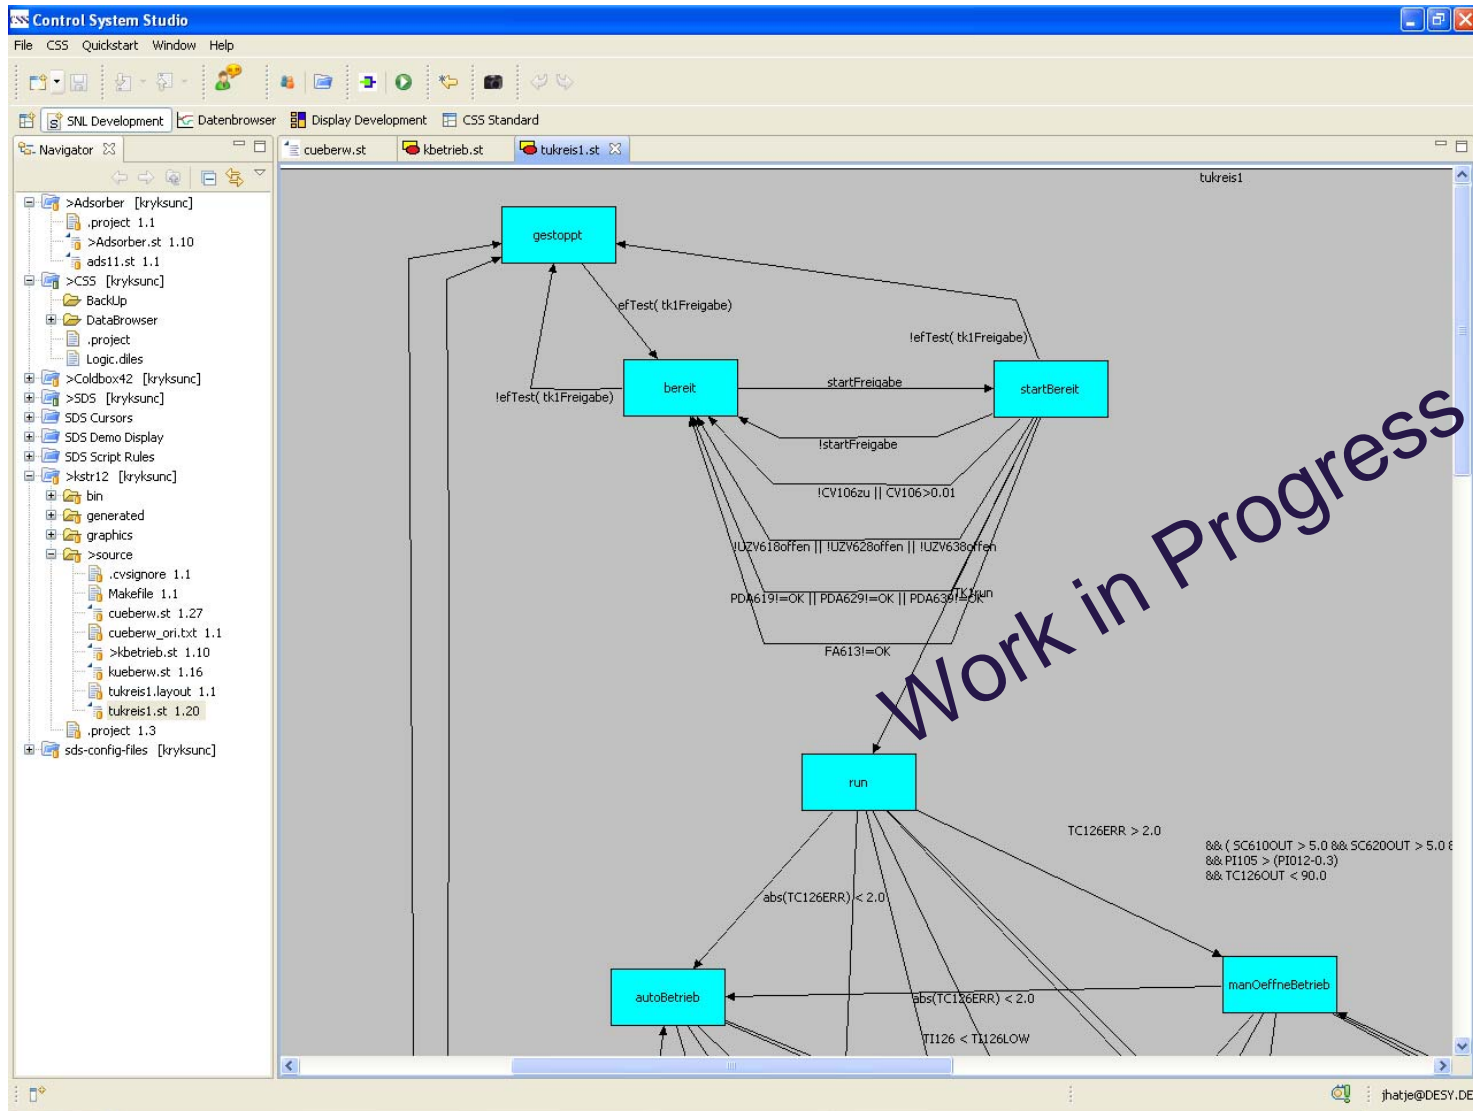 CSS Control System Studio
File CSS Quickstart Window Help
SNL Development Datenbrowser Display Development CSS Standard
Navigator
cueberw.st kbetrieb.st tukreis1.st
>Adsorber [kryksunc]
.project 1.1
>Adsorber.st 1.10
ads11.st 1.1
>CSS [kryksunc]
BackUp
DataBrowser
.project
Logic.diles
>Coldbox42 [kryksunc]
>SDS [kryksunc]
SDS Cursors
SDS Demo Display
SDS Script Rules
>kstr12 [kryksunc]
bin
generated
graphics
>source
.cvsignore 1.1
Makefile 1.1
cueberw.st 1.27
cueberw_ori.txt 1.1
>kbetrieb.st 1.10
kueberw.st 1.16
tukreis1.layout 1.1
tukreis1.st 1.20
.project 1.3
sds-config-files [kryksunc]
tukreis1
gestoppt
efTest( tk1Freigabe)
!efTest( tk1Freigabe)
bereit
startFreigabe
startBereit
!efTest( tk1Freigabe)
!startFreigabe
!CV106zu || CV106>0.01
!UZV618offen || !UZV628offen || !UZV638offen
PDA619!=OK || PDA629!=OK || PDA639!=OK
TK1run
FA613!=OK
Work in Progress
run
TC126ERR > 2.0
&& ( SC610OUT > 5.0 && SC620OUT > 5.0 &
&& PI105 > (PI012-0.3)
&& TC126OUT < 90.0
abs(TC126ERR) < 2.0
autoBetrieb
manOeffneBetrieb
abs(TC126ERR) < 2.0
TI126 < TI126LOW
jhatje@DESY.DE